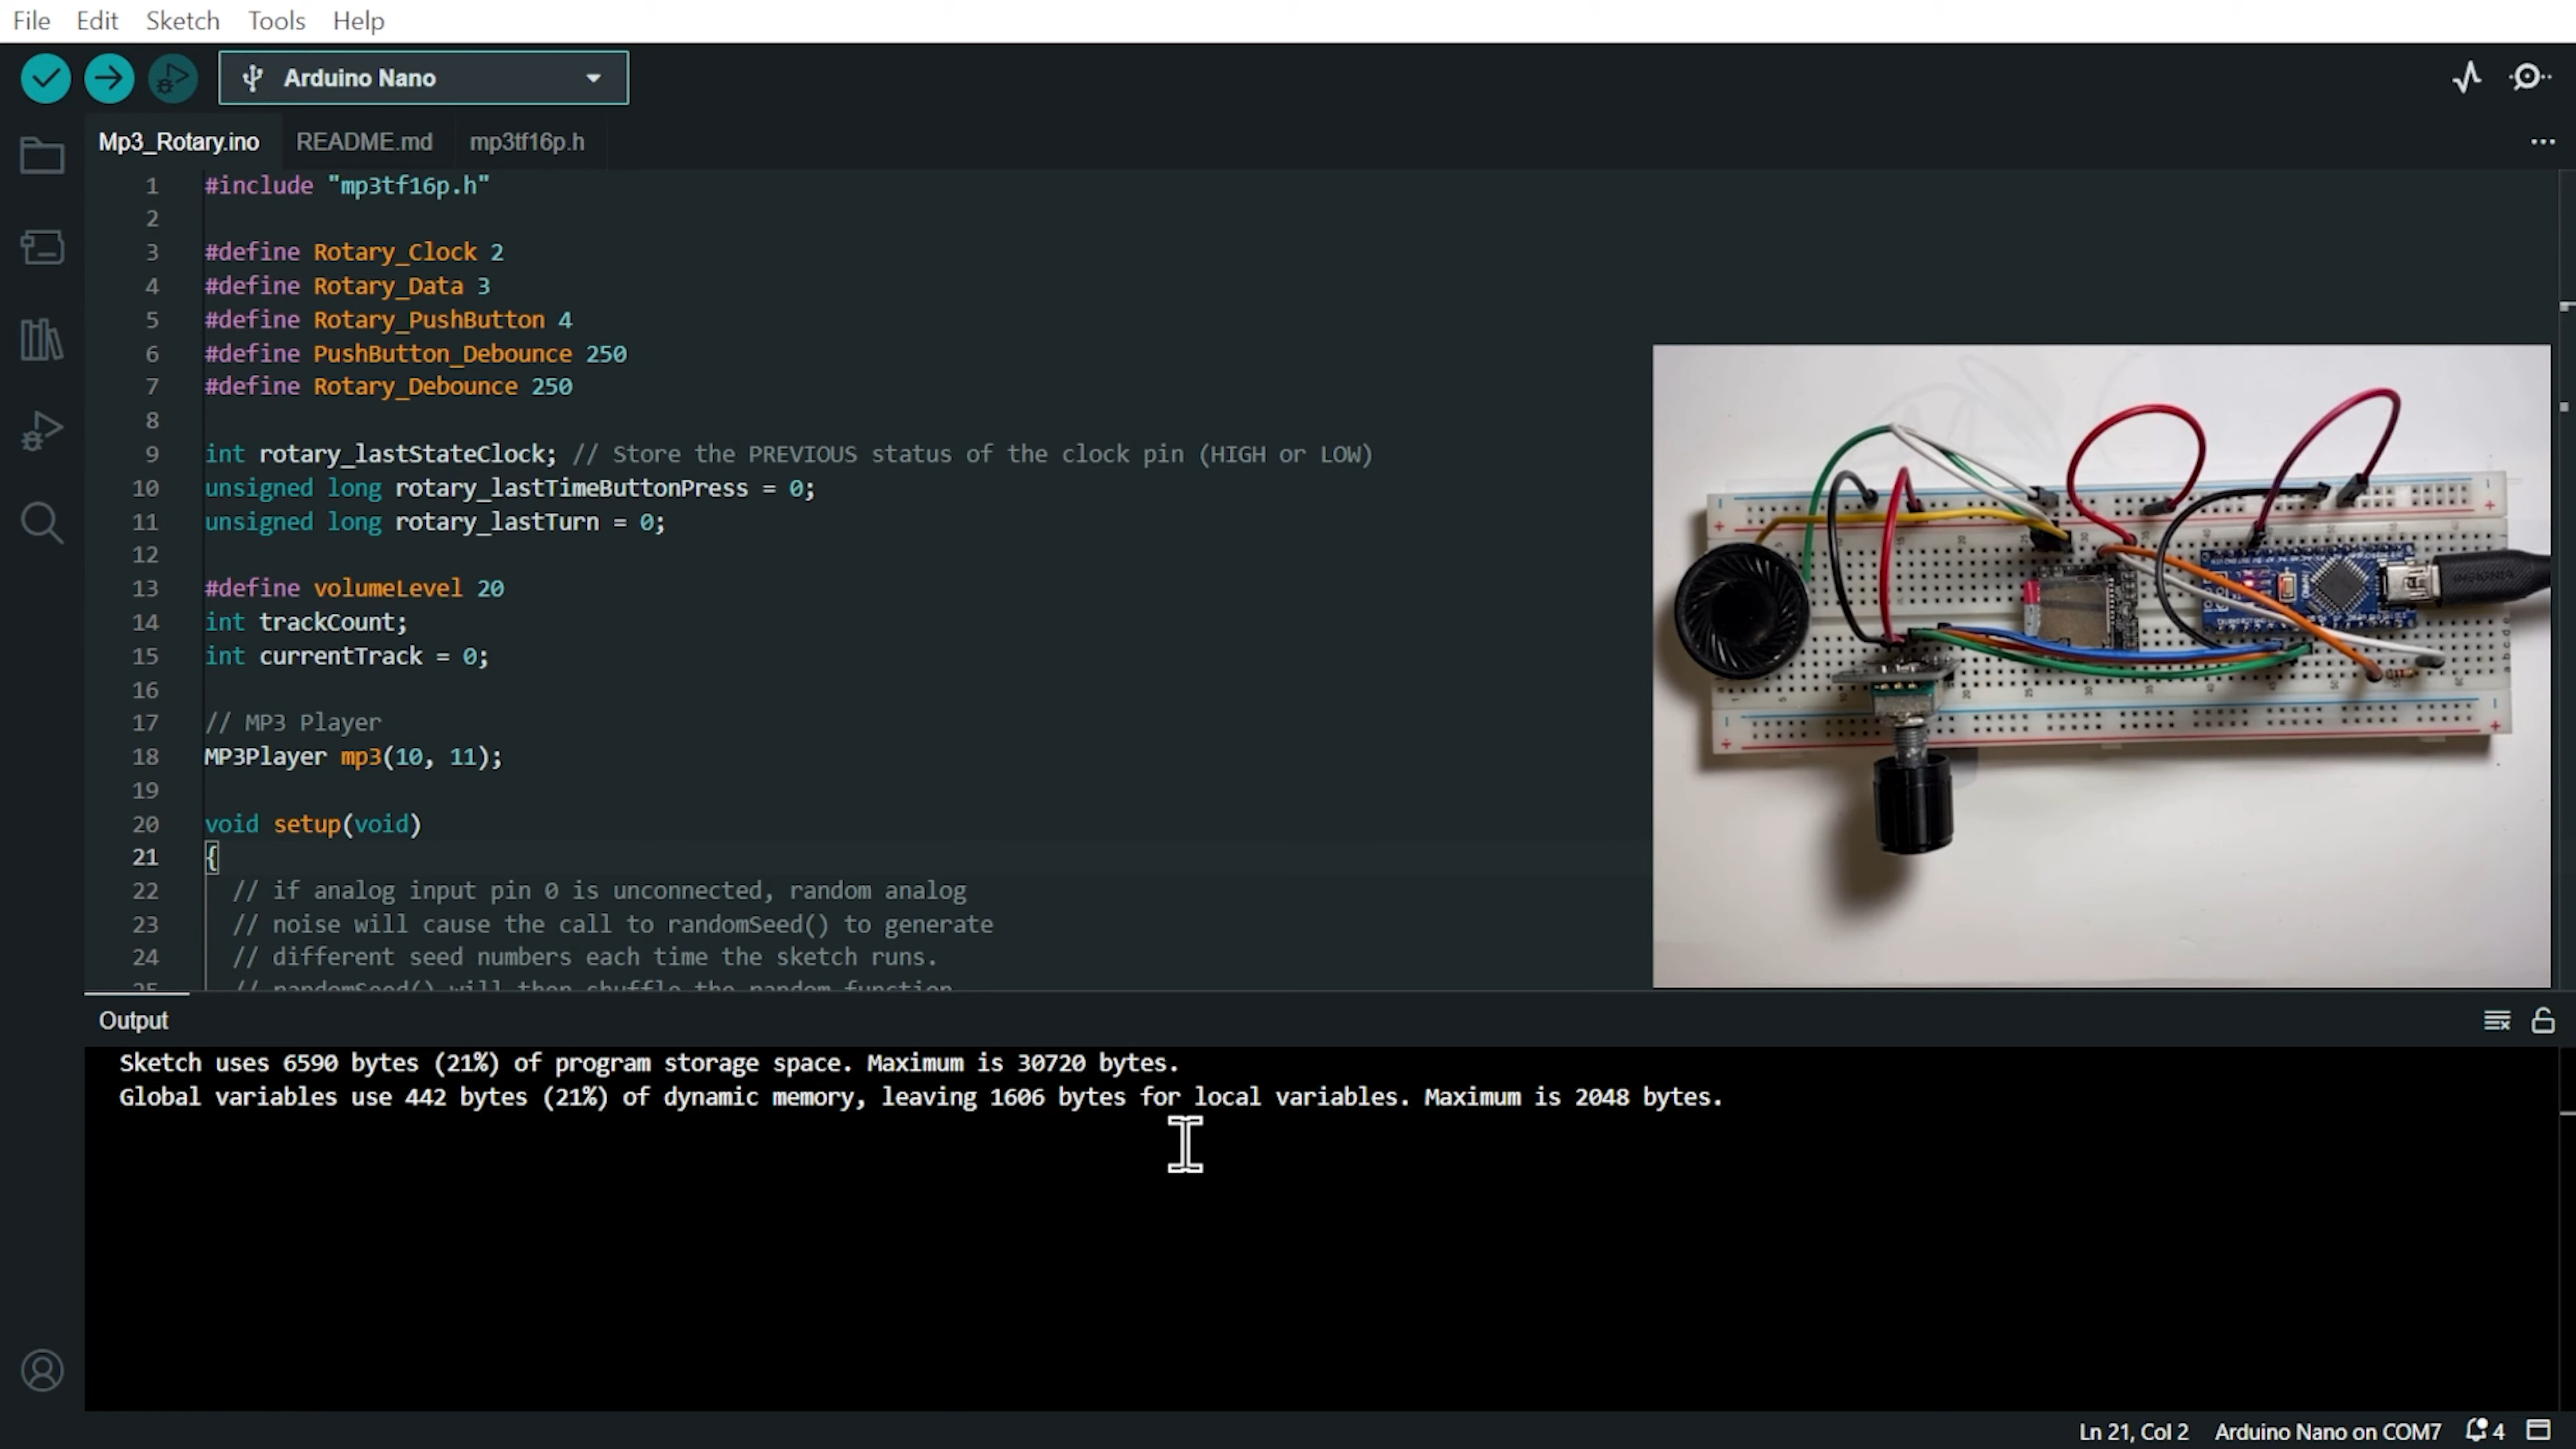 File Edit Sketch Tools Help
Arduino Nano
Mp3_Rotary.ino README.md mp3tf16p.h
1 #include "mp3tf16p.h"
2
3 #define Rotary_Clock 2
4 #define Rotary_Data 3
5 #define Rotary_PushButton 4
6 #define PushButton_Debounce 250
7 #define Rotary_Debounce 250
8
9 int rotary_lastStateClock; // Store the PREVIOUS status of the clock pin (HIGH or LOW)
10 unsigned long rotary_lastTimeButtonPress = 0;
11 unsigned long rotary_lastTurn = 0;
12
13 #define volumeLevel 20
14 int trackCount;
15 int currentTrack = 0;
16
17 // MP3 Player
18 MP3Player mp3(10, 11);
19
20 void setup(void)
21 {
22 // if analog input pin 0 is unconnected, random analog
23 // noise will cause the call to randomSeed() to generate
24 // different seed numbers each time the sketch runs.
25 // randomSeed() will then shuffle the random function
Output
Sketch uses 6590 bytes (21%) of program storage space. Maximum is 30720 bytes.
Global variables use 442 bytes (21%) of dynamic memory, leaving 1606 bytes for local variables. Maximum is 2048 bytes.
Ln 21, Col 2 Arduino Nano on COM7 4